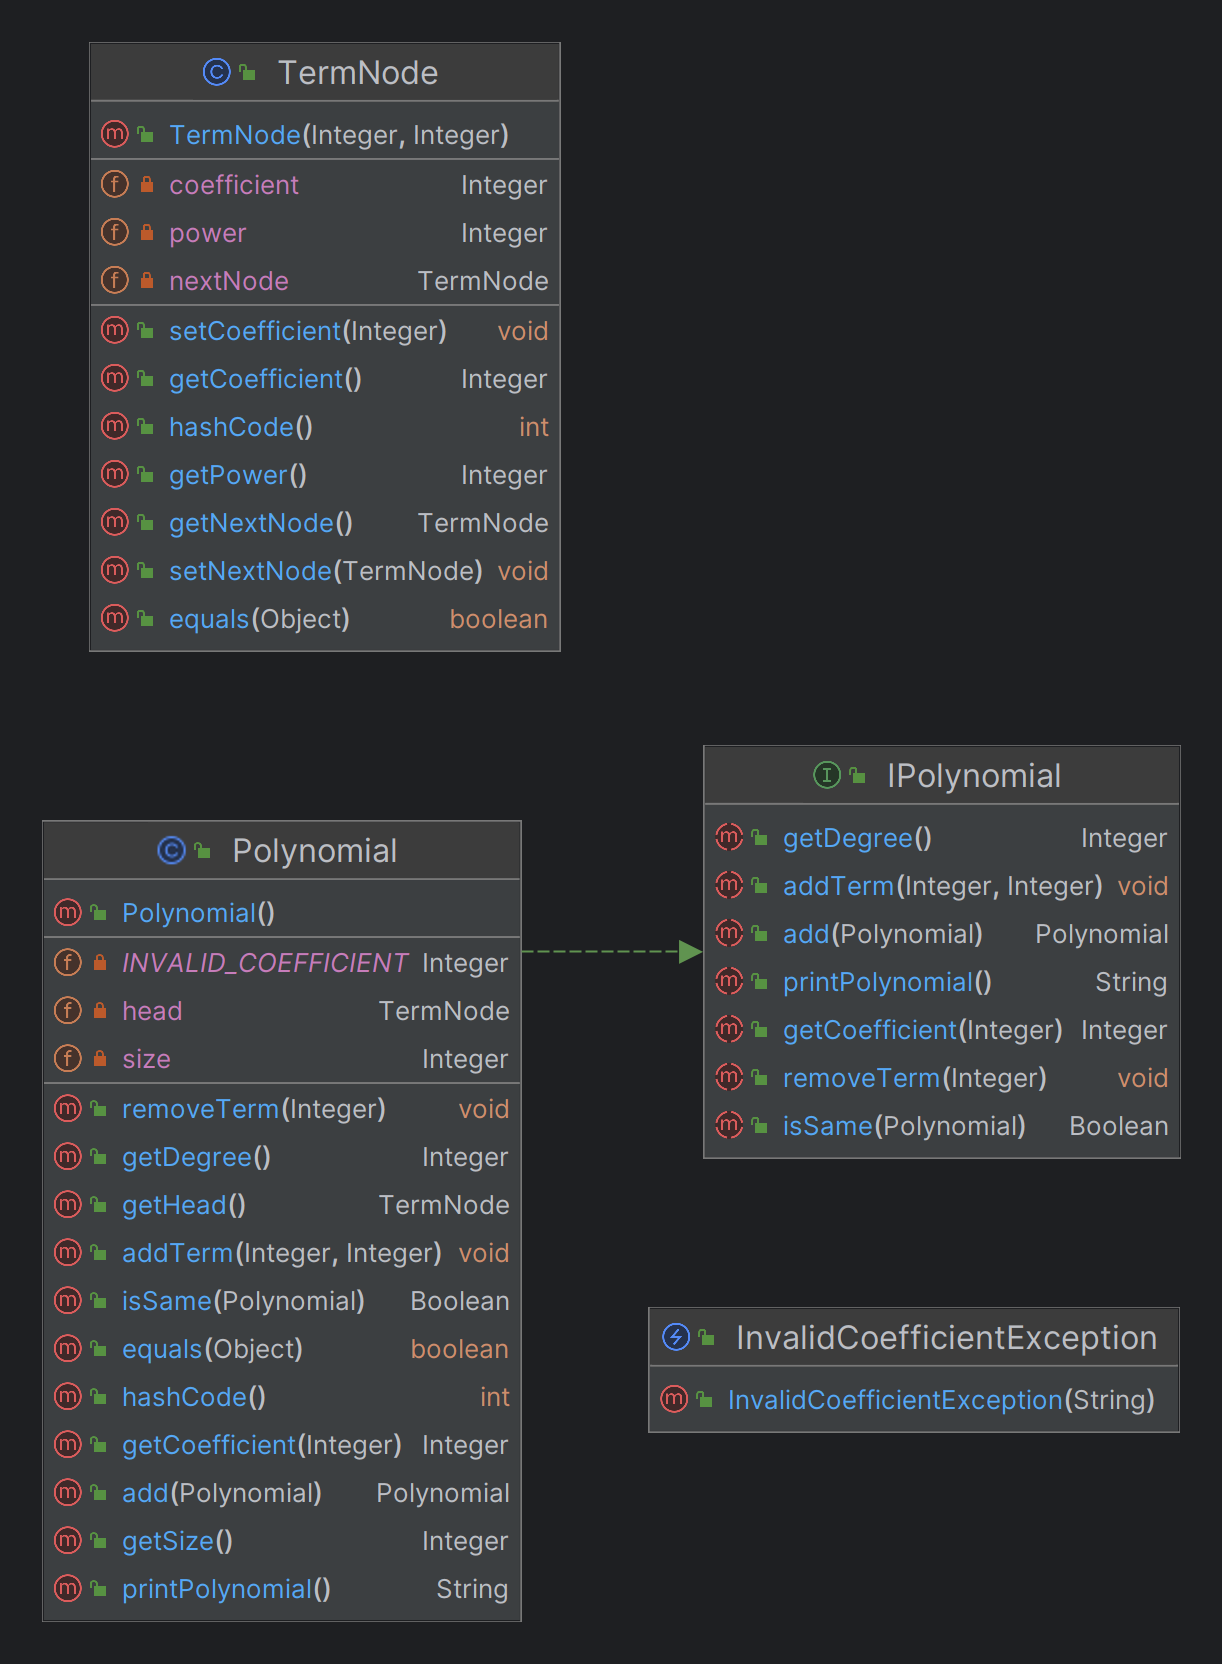 TermNode
TermNode(Integer, Integer)
coefficient Integer
power Integer
nextNode TermNode
setCoefficient(Integer) void
getCoefficient() Integer
hashCode() int
getPower() Integer
getNextNode() TermNode
setNextNode(TermNode) void
equals(Object) boolean
Polynomial
Polynomial()
INVALID_COEFFICIENT Integer
head TermNode
size Integer
removeTerm(Integer) void
getDegree() Integer
getHead() TermNode
addTerm(Integer, Integer) void
isSame(Polynomial) Boolean
equals(Object) boolean
hashCode() int
getCoefficient(Integer) Integer
add(Polynomial) Polynomial
getSize() Integer
printPolynomial() String
IPolynomial
getDegree() Integer
addTerm(Integer, Integer) void
add(Polynomial) Polynomial
printPolynomial() String
getCoefficient(Integer) Integer
removeTerm(Integer) void
isSame(Polynomial) Boolean
InvalidCoefficientException
InvalidCoefficientException(String)